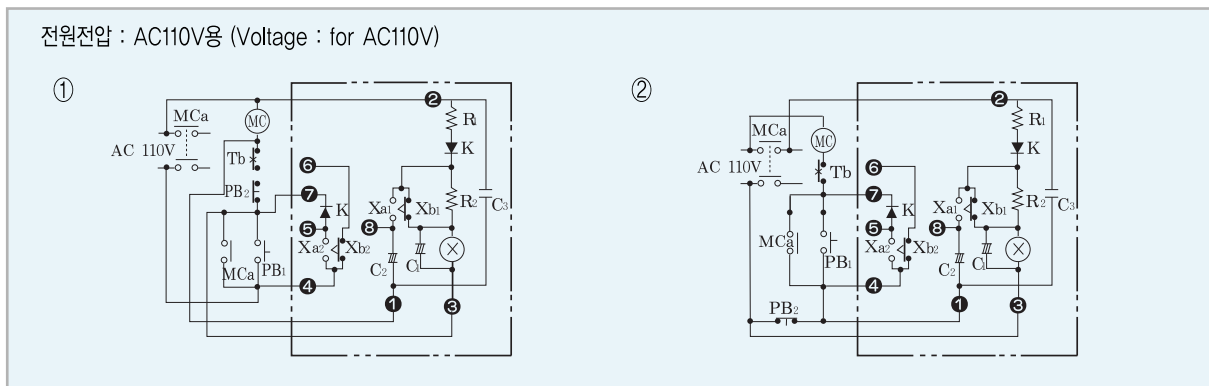 전원전압 : AC110V용 (Voltage : for AC110V)
①
MCa
MC
AC 110V
Tb
PB2
MCa
PB1
❷
R1
K
❻
❼
K
R2
Xa1
Xb1
C3
❺
❽
Xa2
Xb2
C2
C1
❹
❶
❸
②
MCa
MC
AC 110V
Tb
MCa
PB1
PB2
❷
R1
K
❻
❼
K
R2
Xa1
Xb1
C3
❺
❽
Xa2
Xb2
C2
C1
❹
❶
❸